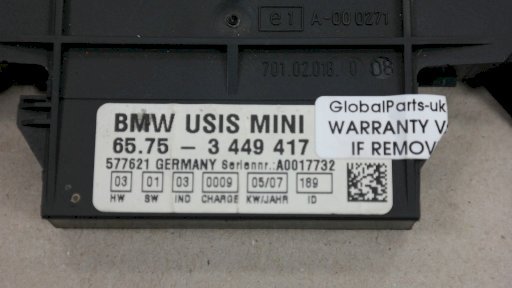 e1 A-00 0271
701.02.018. 0 08
BMW USIS MINI
65.75 - 3 449 417
577621 GERMANY Seriennr.:A0017732
03 01 03 0009 05/07 189
HW SW IND CHARGE KW/JAHR ID
GlobalParts-uk
WARRANTY V
IF REMOV